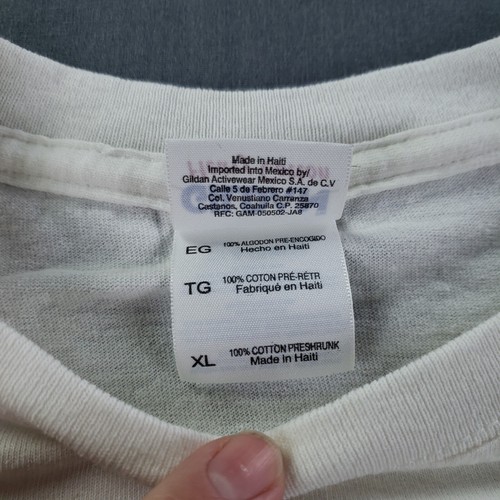 Made in Haiti
Imported into Mexico by/
Gildan Activewear Mexico S.A. de C.V
Calle 5 de Febrero #147
Col. Venustiano Carranza
Castanos, Coahuila C.P. 25870
RFC: GAM-050502-JA8
EG 100% ALGODON PRE-ENCOGIDO
Hecho en Haiti
TG 100% COTON PRÉ-RÉTR
Fabriqué en Haïti
XL 100% COTTON PRESHRUNK
Made in Haiti